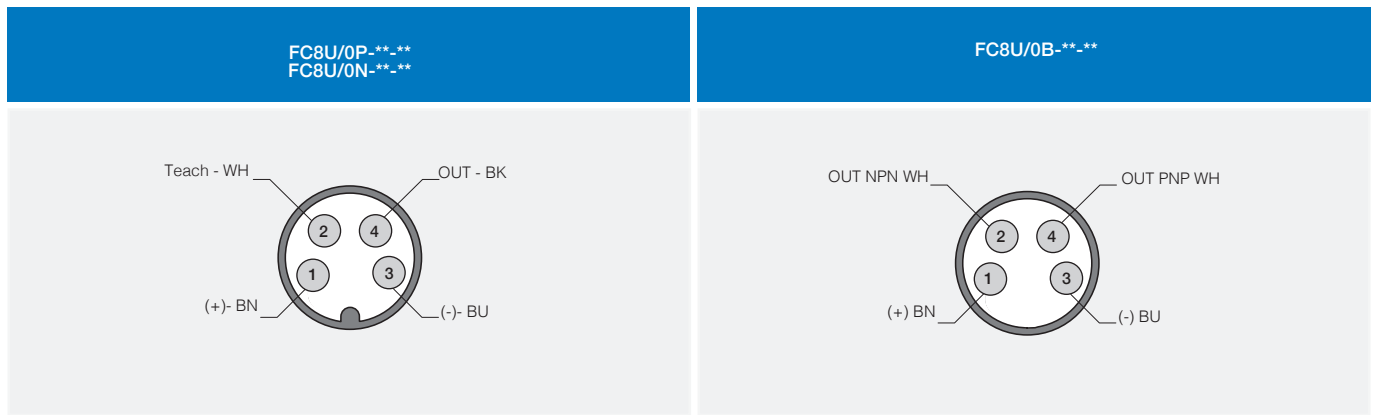 FC8U/0P-**-**
FC8U/0N-**-**
FC8U/0B-**-**
Teach - WH
OUT - BK
2
4
1
3
(+)- BN
(-)- BU
OUT NPN WH
OUT PNP WH
2
4
1
3
(+) BN
(-) BU